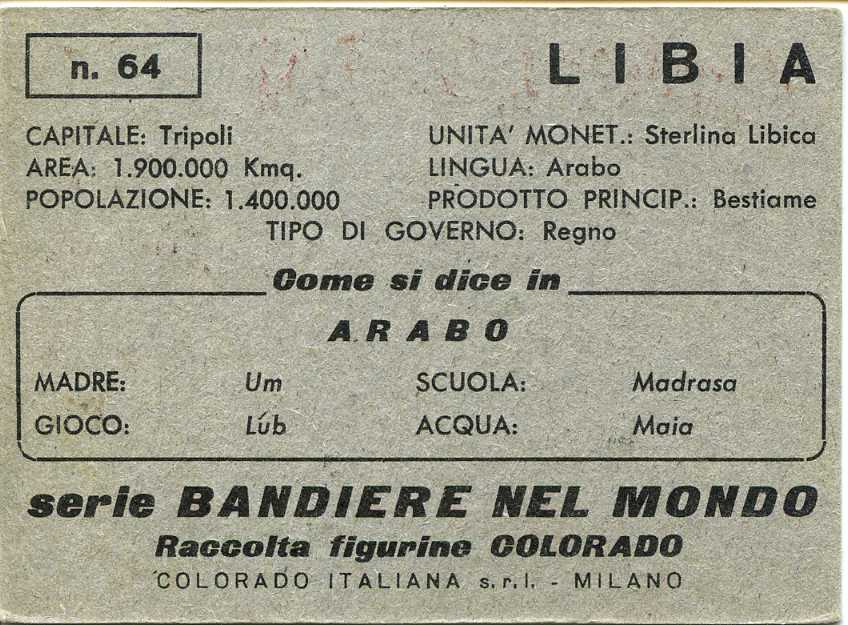 n. 64
LIBIA
CAPITALE: Tripoli
UNITA' MONET.: Sterlina Libica
AREA: 1.900.000 Kmq.
LINGUA: Arabo
POPOLAZIONE: 1.400.000
PRODOTTO PRINCIP.: Bestiame
TIPO DI GOVERNO: Regno
Come si dice in
ARABO
MADRE: Um SCUOLA: Madrasa
GIOCO: Lúb ACQUA: Maia
serie BANDIERE NEL MONDO
Raccolta figurine COLORADO
COLORADO ITALIANA s.r.l. - MILANO